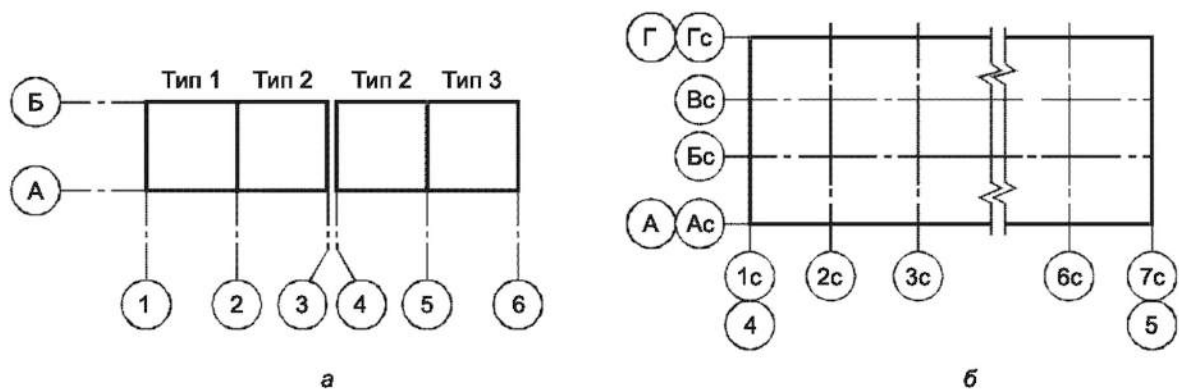 Тип 1 Тип 2 Тип 2 Тип 3
Б
А
1 2 3 4 5 6
а
Г Гс
Вс
Бс
А Ас
1с 2с 3с 6с 7с
4 5
б